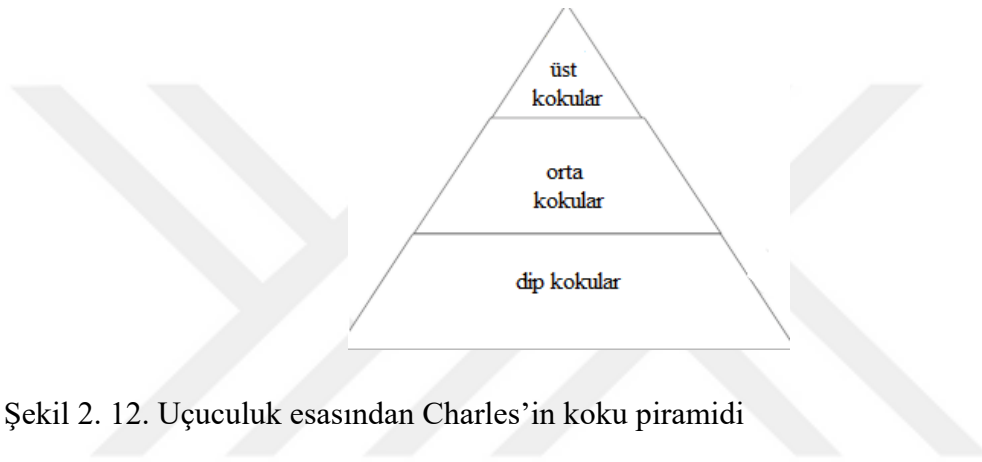 üst
kokular
orta
kokular
dip kokular
Şekil 2. 12. Uçuculuk esasından Charles’in koku piramidi